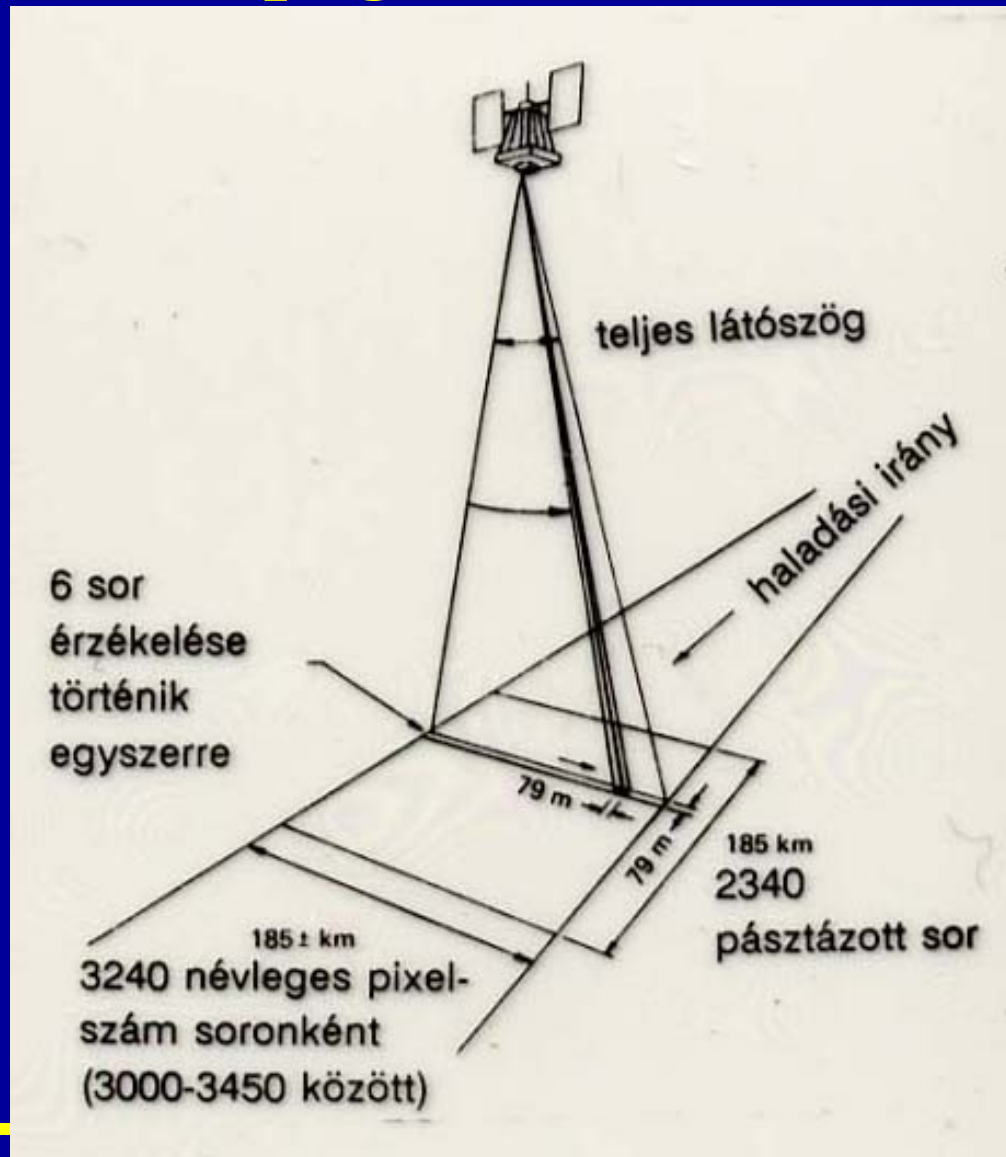 teljes látószög
haladási irány
6 sor
érzékelése
történik
egyszerre
79 m
79 m
185 km
2340
pásztázott sor
185± km
3240 névleges pixel-
szám soronként
(3000-3450 között)